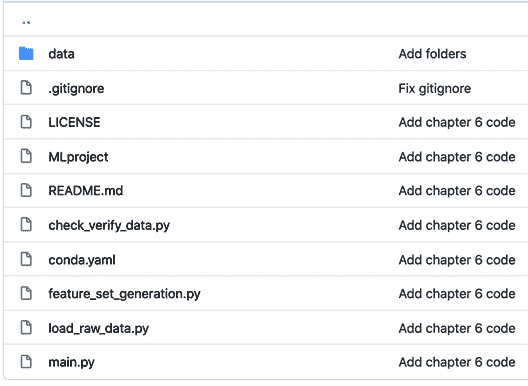 ..
data Add folders
.gitignore Fix gitignore
LICENSE Add chapter 6 code
MLproject Add chapter 6 code
README.md Add chapter 6 code
check_verify_data.py Add chapter 6 code
conda.yaml Add chapter 6 code
feature_set_generation.py Add chapter 6 code
load_raw_data.py Add chapter 6 code
main.py Add chapter 6 code